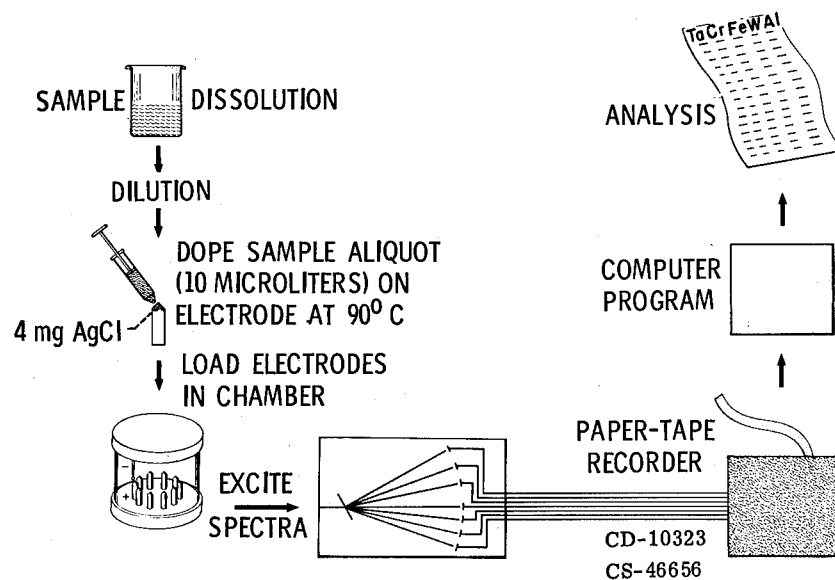 SAMPLE DISSOLUTION
DILUTION
DOPE SAMPLE ALIQUOT
(10 MICROLITERS) ON
ELECTRODE AT 90⁰ C
4 mg AgCl
LOAD ELECTRODES
IN CHAMBER
−
+
EXCITE
SPECTRA
PAPER-TAPE
RECORDER
CD-10323
CS-46656
COMPUTER
PROGRAM
ANALYSIS
TaCrFeWAl